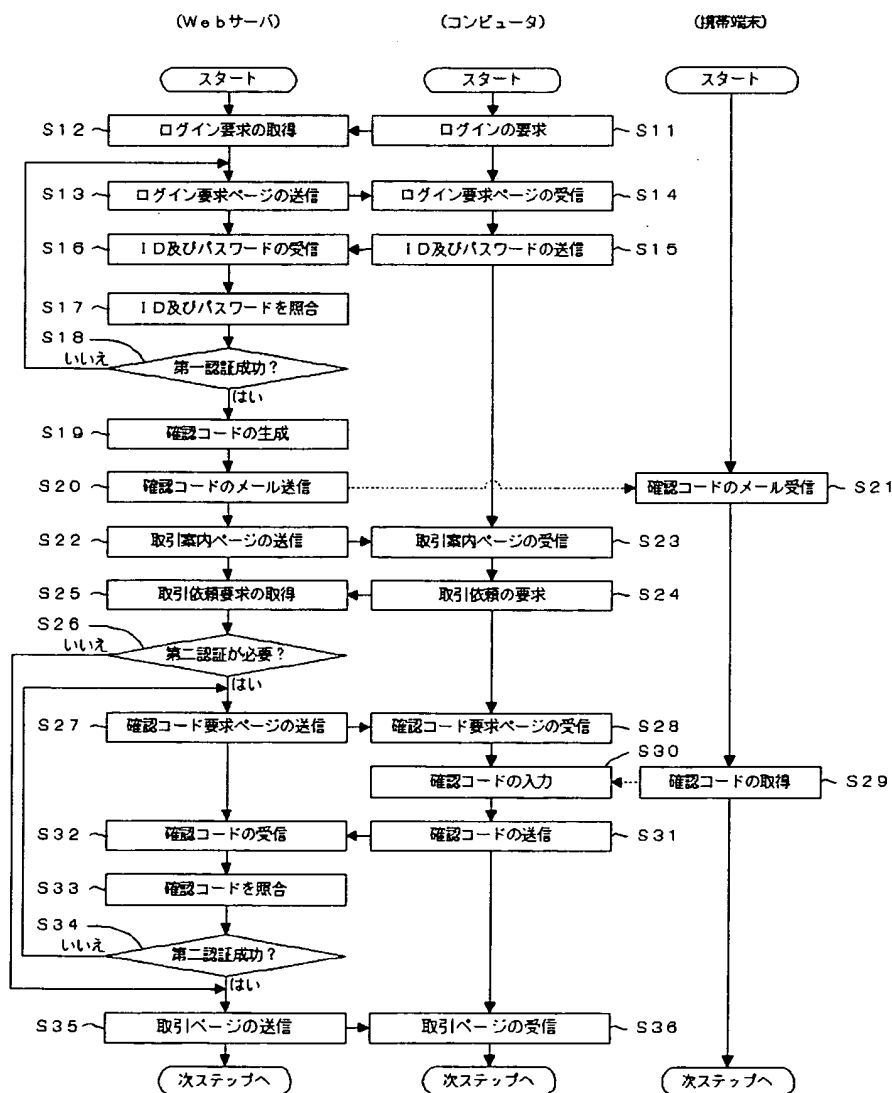 （Ｗｅｂサーバ） （コンピュータ） （携帯端末）
スタート スタート スタート
Ｓ１２ ログイン要求の取得 ログインの要求 Ｓ１１
Ｓ１３ ログイン要求ページの送信 ログイン要求ページの受信 Ｓ１４
Ｓ１６ ＩＤ及びパスワードの受信 ＩＤ及びパスワードの送信 Ｓ１５
Ｓ１７ ＩＤ及びパスワードを照合
Ｓ１８
いいえ 第一認証成功？
はい
Ｓ１９ 確認コードの生成
Ｓ２０ 確認コードのメール送信 確認コードのメール受信 Ｓ２１
Ｓ２２ 取引案内ページの送信 取引案内ページの受信 Ｓ２３
Ｓ２５ 取引依頼要求の取得 取引依頼の要求 Ｓ２４
Ｓ２６
いいえ 第二認証が必要？
はい
Ｓ２７ 確認コード要求ページの送信 確認コード要求ページの受信 Ｓ２８
Ｓ３０
確認コードの入力 確認コードの取得 Ｓ２９
Ｓ３２ 確認コードの受信 確認コードの送信 Ｓ３１
Ｓ３３ 確認コードを照合
Ｓ３４
いいえ 第二認証成功？
はい
Ｓ３５ 取引ページの送信 取引ページの受信 Ｓ３６
次ステップへ 次ステップへ 次ステップへ